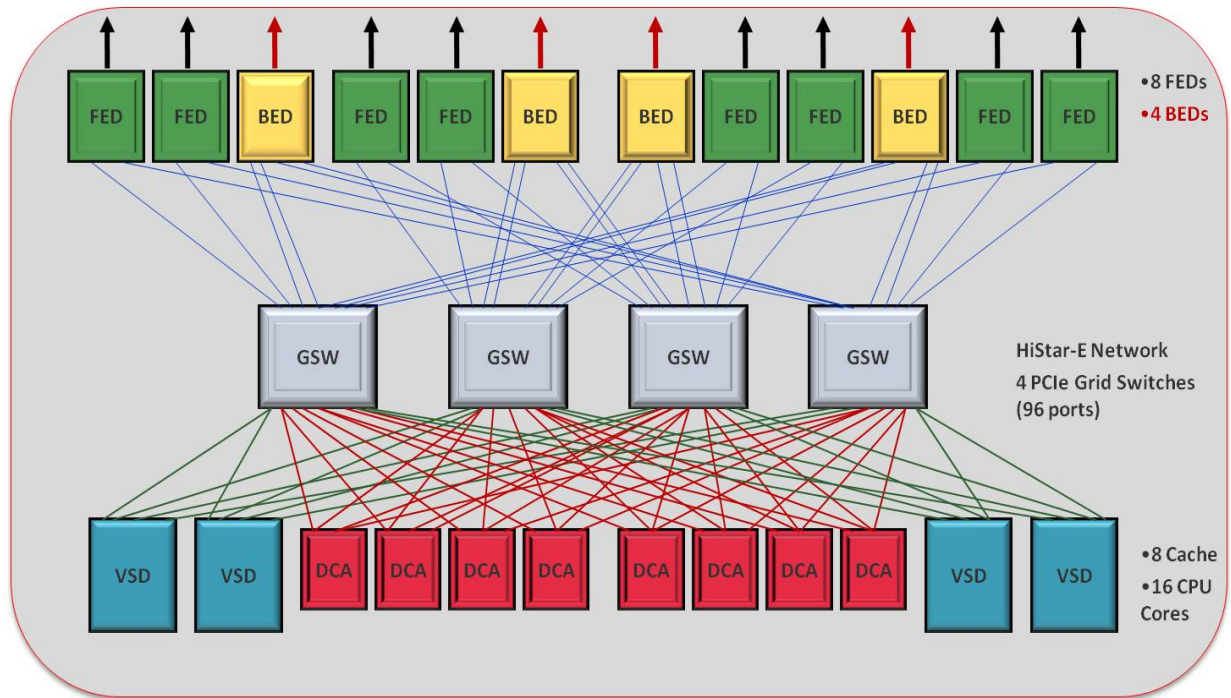 FED FED BED FED FED BED BED FED FED BED FED FED
•8 FEDs
•4 BEDs
GSW GSW GSW GSW
HiStar-E Network
4 PCIe Grid Switches
(96 ports)
VSD VSD DCA DCA DCA DCA DCA DCA DCA DCA VSD VSD
•8 Cache
•16 CPU
Cores